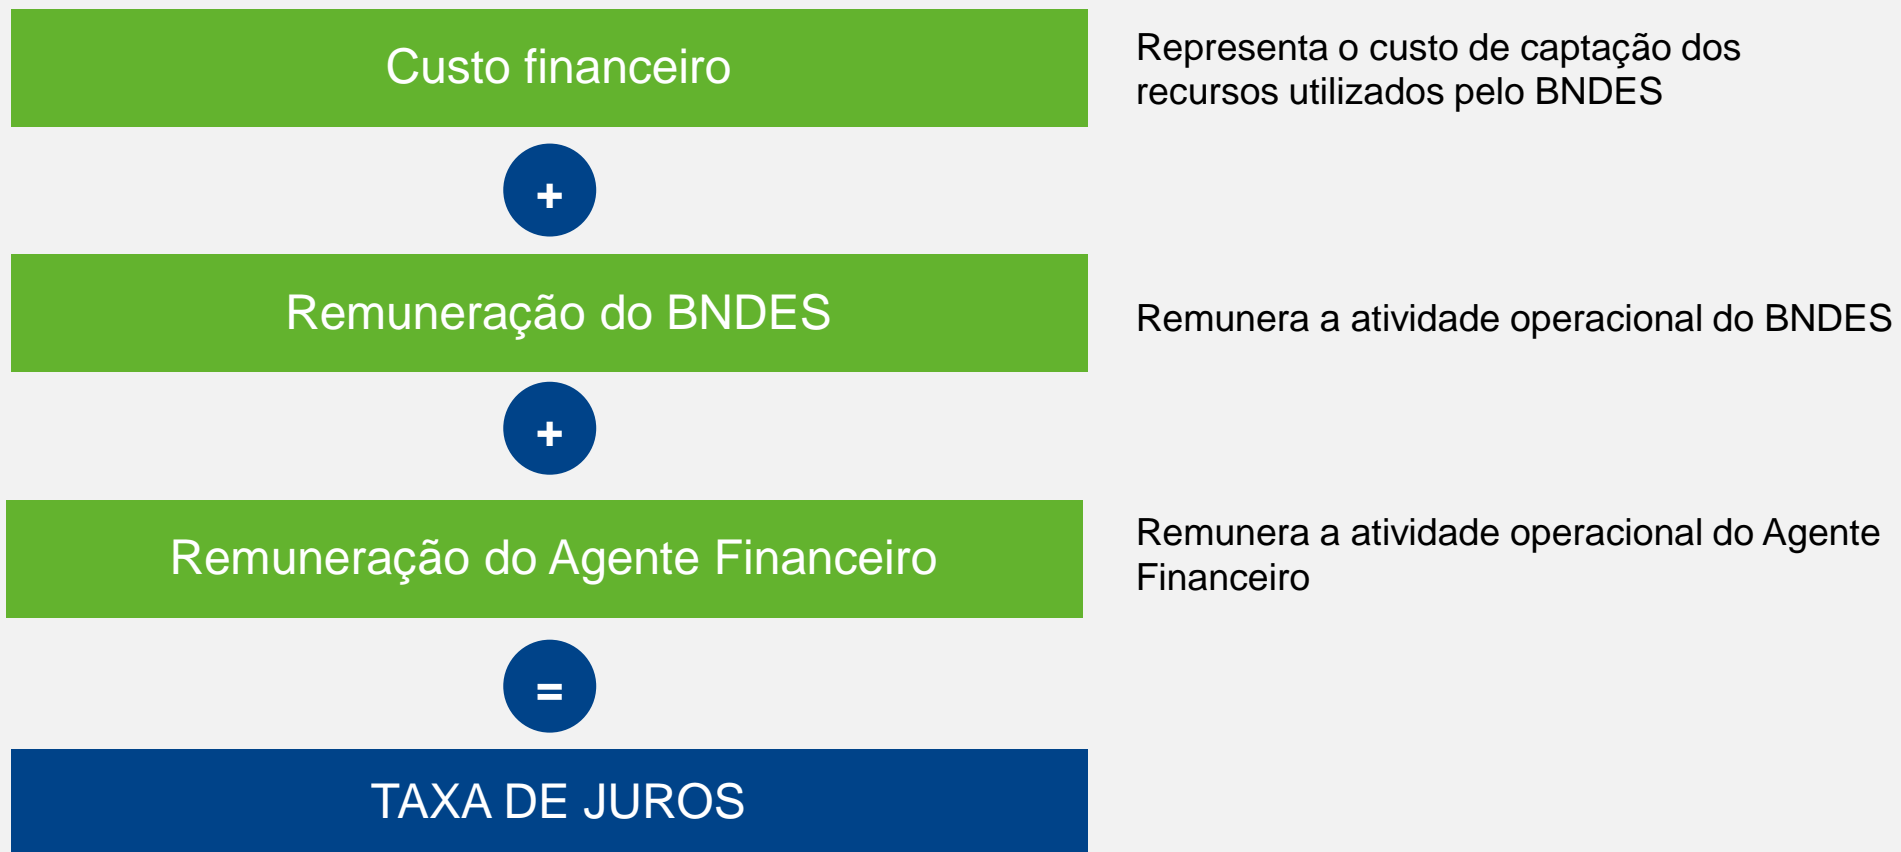 Custo financeiro
Representa o custo de captação dos
recursos utilizados pelo BNDES
+
Remuneração do BNDES
Remunera a atividade operacional do BNDES
+
Remuneração do Agente Financeiro
Remunera a atividade operacional do Agente
Financeiro
=
TAXA DE JUROS